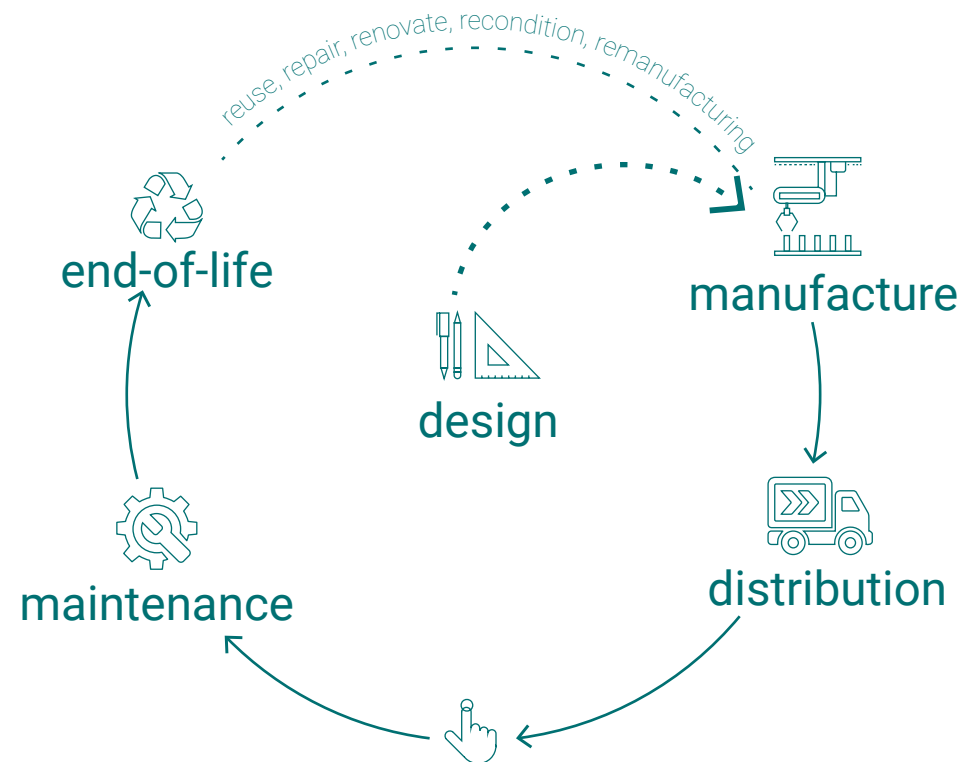 reuse, repair, renovate, recondition, remanufacturing
end-of-life
manufacture
design
distribution
maintenance